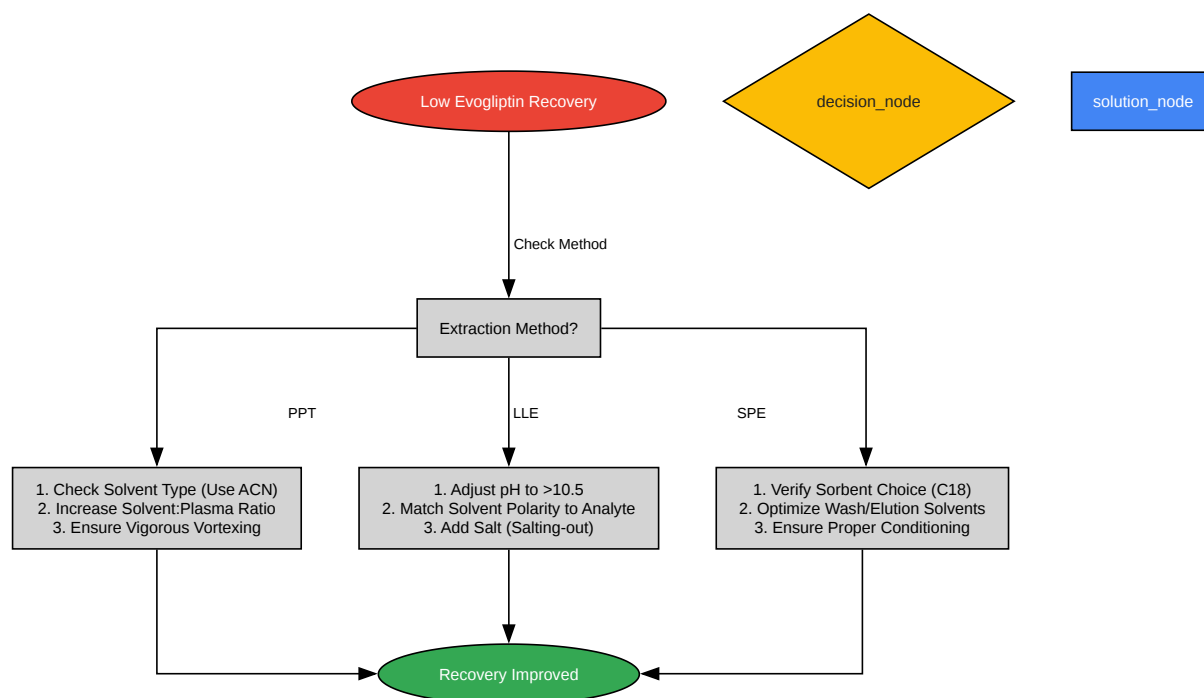 Low Evogliptin Recovery
decision_node
solution_node
Check Method
Extraction Method?
PPT
LLE
SPE
1. Check Solvent Type (Use ACN)
2. Increase Solvent:Plasma Ratio
3. Ensure Vigorous Vortexing
1. Adjust pH to >10.5
2. Match Solvent Polarity to Analyte
3. Add Salt (Salting-out)
1. Verify Sorbent Choice (C18)
2. Optimize Wash/Elution Solvents
3. Ensure Proper Conditioning
Recovery Improved